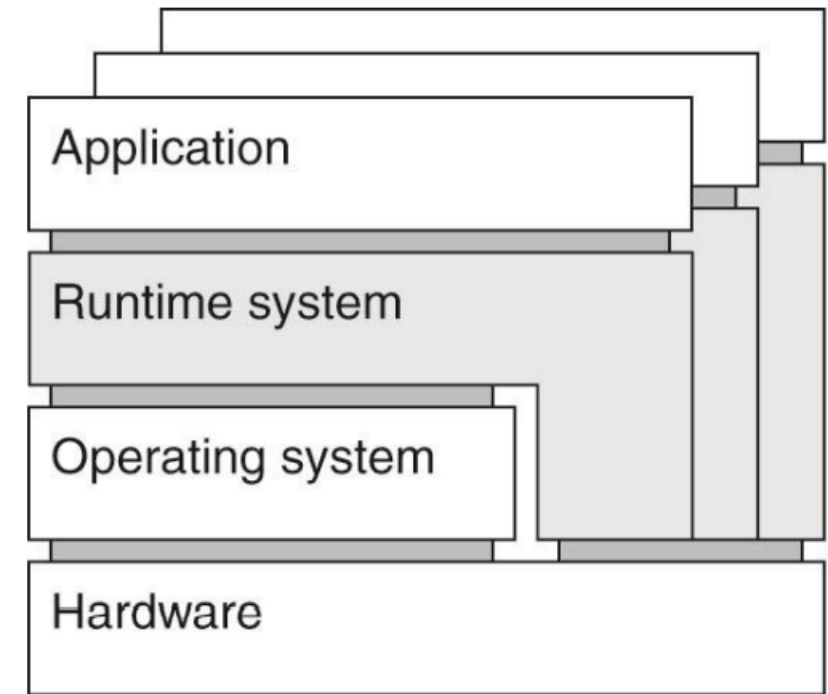 Application
Runtime system
Operating system
Hardware